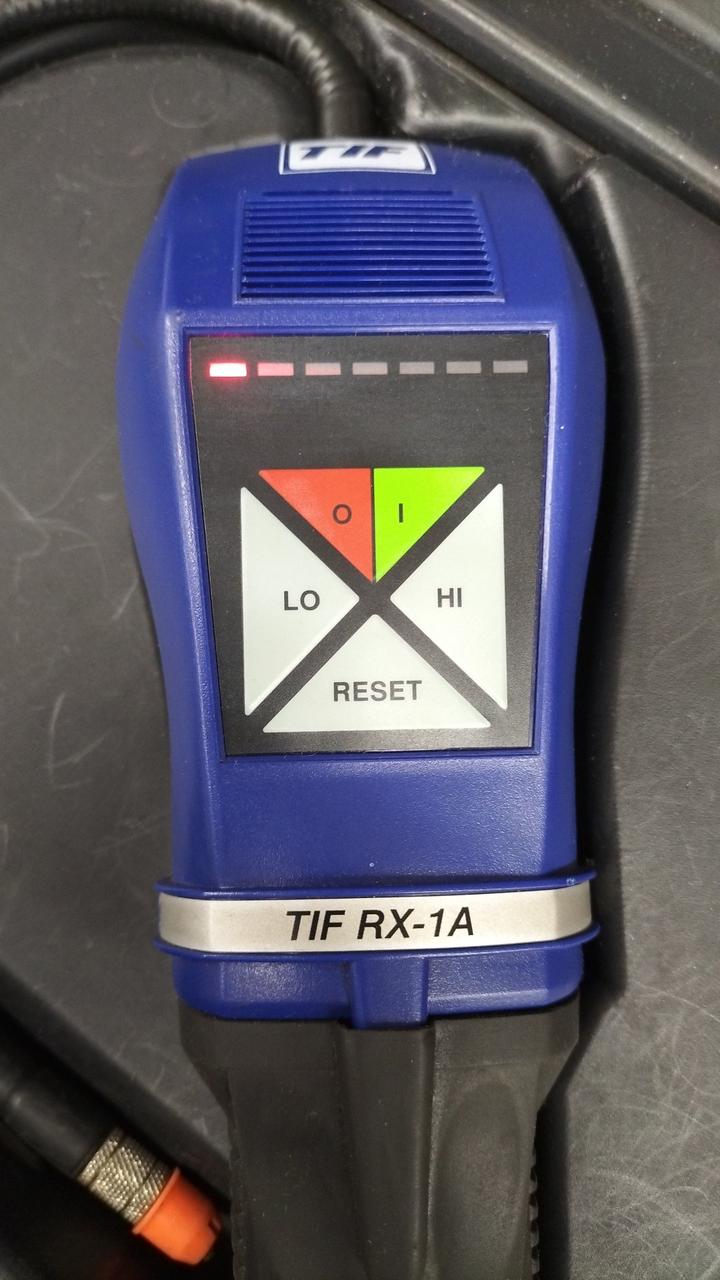 TIF
O I
LO HI
RESET
TIF RX-1A